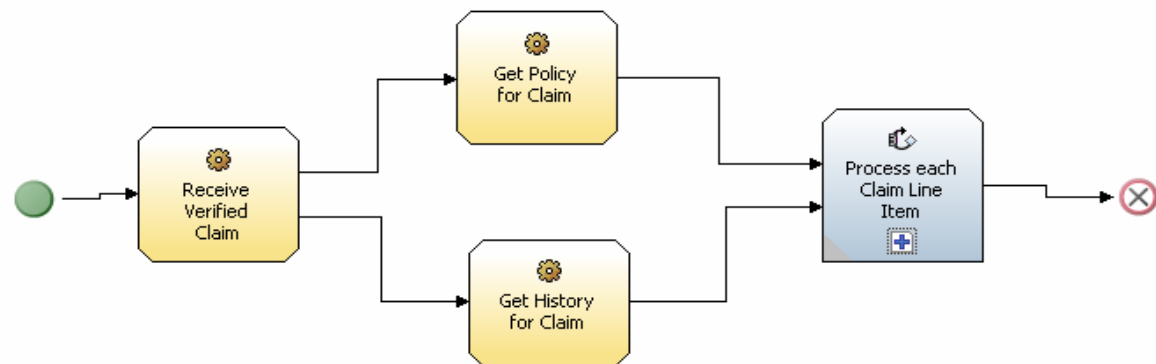 Receive
Verified
Claim
Get Policy
for Claim
Get History
for Claim
Process each
Claim Line
Item